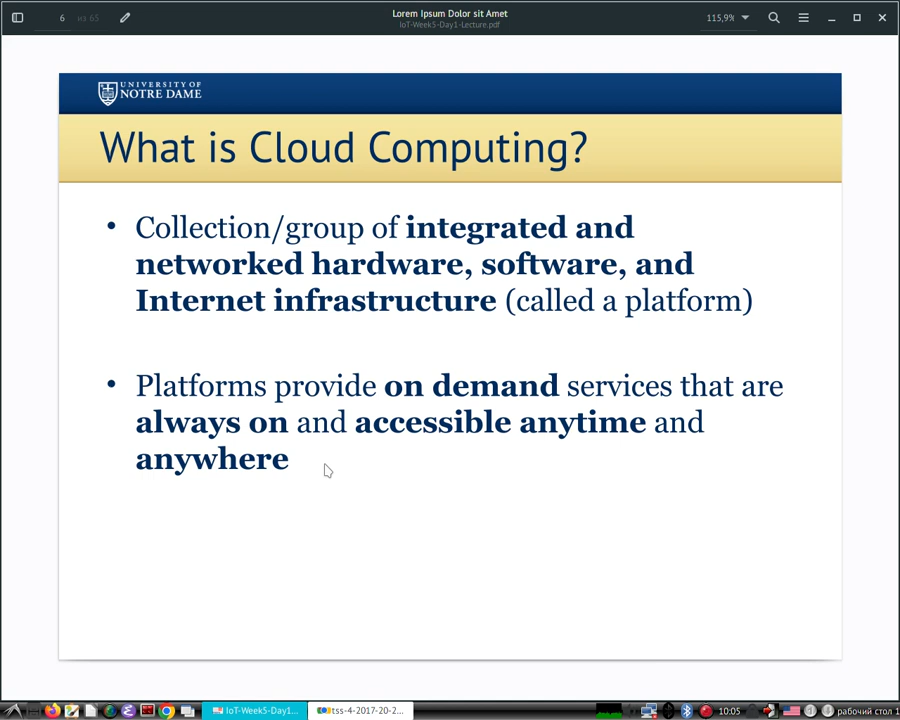 6 из 65
Lorem Ipsum Dolor sit Amet
IoT-Week5-Day1-Lecture.pdf
115,9%
UNIVERSITY OF
NOTRE DAME
What is Cloud Computing?
• Collection/group of integrated and
networked hardware, software, and
Internet infrastructure (called a platform)
• Platforms provide on demand services that are
always on and accessible anytime and
anywhere
IoT-Week5-Day1...
tss-4-2017-20-2...
10:05
рабочий стол 1